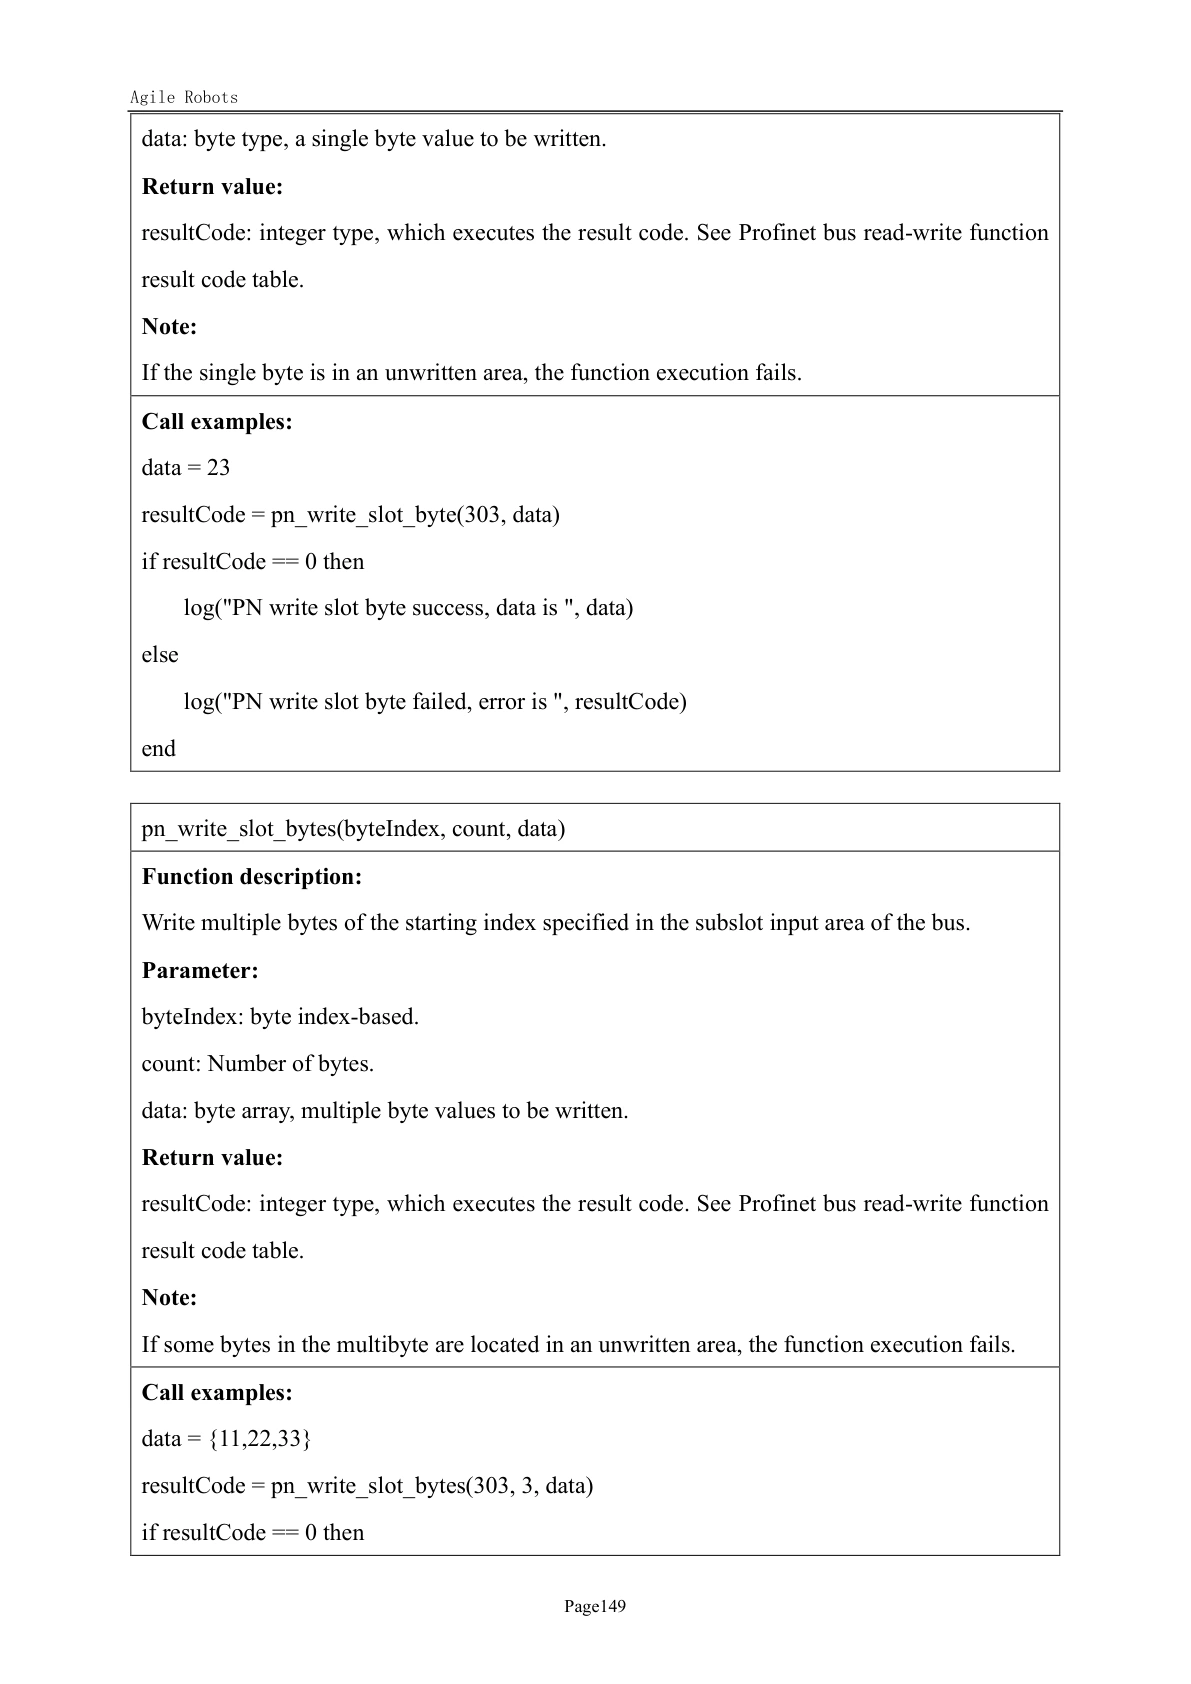 Agile Robots
data: byte type, a single byte value to be written.
Return value:
resultCode: integer type, which executes the result code. See Profinet bus read-write function
result code table.
Note:
If the single byte is in an unwritten area, the function execution fails.
Call examples:
data = 23
resultCode = pn_write_slot_byte(303, data)
if resultCode == 0 then
log("PN write slot byte success, data is ", data)
else
log("PN write slot byte failed, error is ", resultCode)
end
pn_write_slot_bytes(byteIndex, count, data)
Function description:
Write multiple bytes of the starting index specified in the subslot input area of the bus.
Parameter:
byteIndex: byte index-based.
count: Number of bytes.
data: byte array, multiple byte values to be written.
Return value:
resultCode: integer type, which executes the result code. See Profinet bus read-write function
result code table.
Note:
If some bytes in the multibyte are located in an unwritten area, the function execution fails.
Call examples:
data = {11,22,33}
resultCode = pn_write_slot_bytes(303, 3, data)
if resultCode == 0 then
Page149